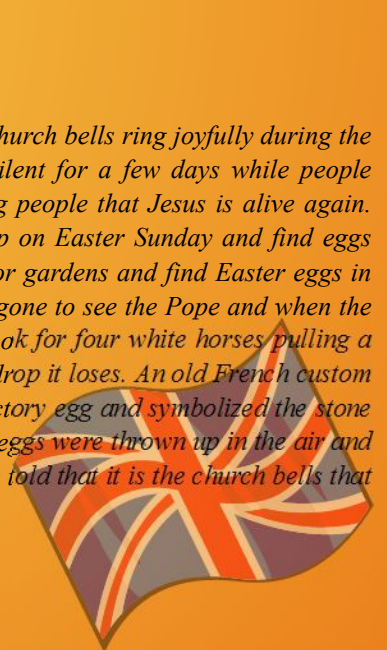 hurch bells ring joyfully during the
ilent for a few days while people
g people that Jesus is alive again.
p on Easter Sunday and find eggs
or gardens and find Easter eggs in
gone to see the Pope and when the
ok for four white horses pulling a
drop it loses. An old French custom
ctory egg and symbolized the stone
eggs were thrown up in the air and
told that it is the church bells that